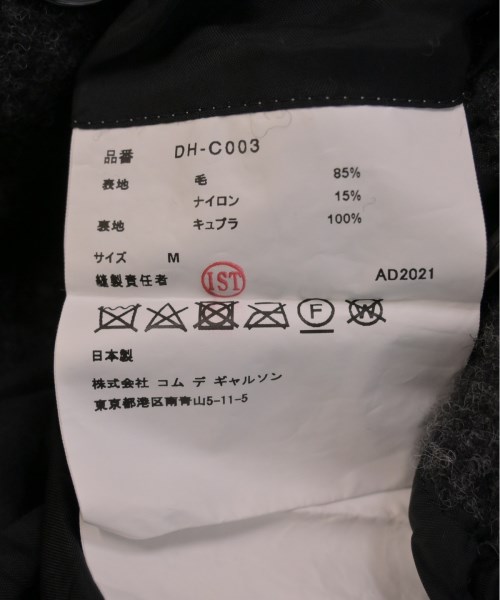 品番 DH-C003
表地 毛 85%
ナイロン 15%
裏地 キュプラ 100%
サイズ M
縫製責任者 IST AD2021
F W
日本製
株式会社 コム デ ギャルソン
東京都港区南青山5-11-5